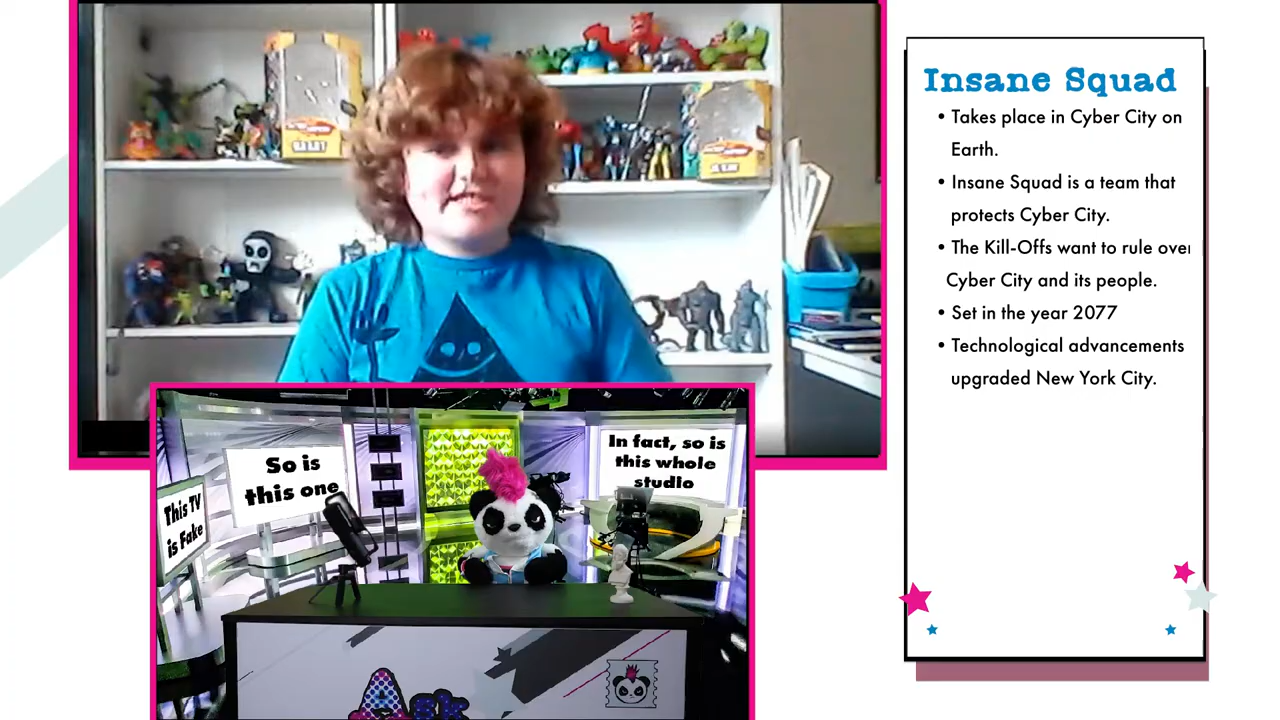 Insane Squad
• Takes place in Cyber City on
Earth.
• Insane Squad is a team that
protects Cyber City.
• The Kill-Offs want to rule over
Cyber City and its people.
• Set in the year 2077
• Technological advancements
upgraded New York City.
This TV
is Fake
So is
this one
In fact, so is
this whole
studio
Ask